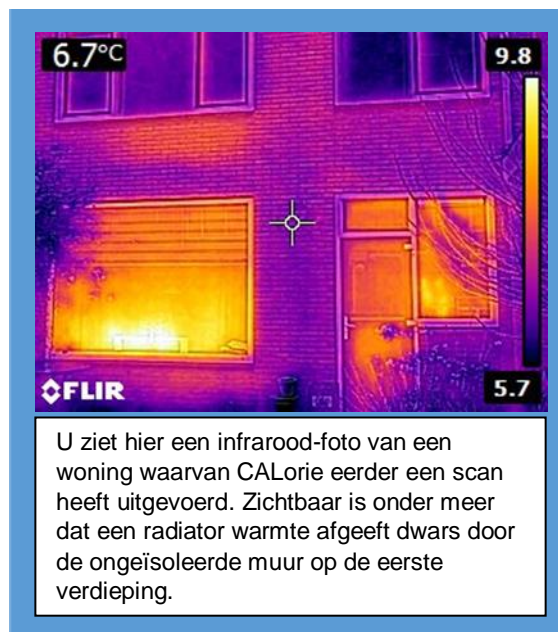 6.7°C
9.8
FLIR
5.7
U ziet hier een infrarood-foto van een
woning waarvan CALorie eerder een scan
heeft uitgevoerd. Zichtbaar is onder meer
dat een radiator warmte afgeeft dwars door
de ongeïsoleerde muur op de eerste
verdieping.